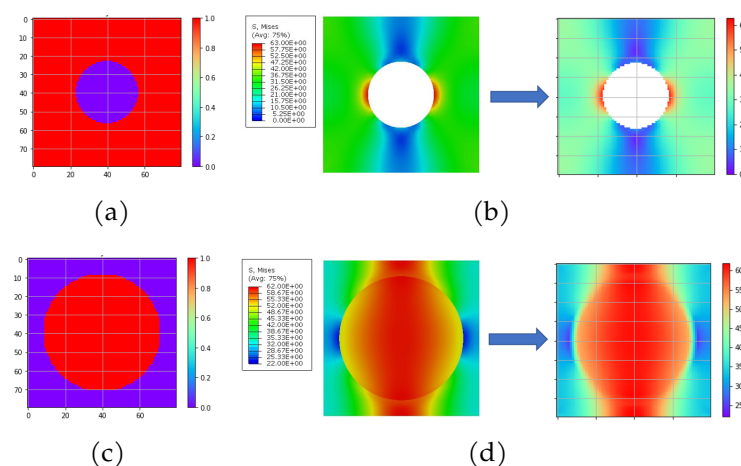 0
10
20
30
40
50
60
70
0 20 40 60
1.0
0.8
0.6
0.4
0.2
0.0
(a)
S, Mises
(Avg: 75%)
63.00E+00
57.75E+00
52.50E+00
47.25E+00
42.00E+00
36.75E+00
31.50E+00
26.25E+00
21.00E+00
15.75E+00
10.50E+00
5.25E+00
0.00E+00
(b)
0
10
20
30
40
50
60
70
0 20 40 60
1.0
0.8
0.6
0.4
0.2
0.0
(c)
S, Mises
(Avg: 75%)
62.00E+00
58.67E+00
55.33E+00
52.00E+00
48.67E+00
45.33E+00
42.00E+00
38.67E+00
35.33E+00
32.00E+00
28.67E+00
25.33E+00
22.00E+00
60
55
50
45
40
35
30
25
(d)